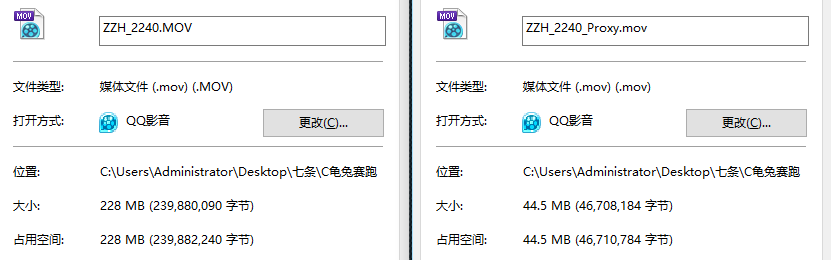 MOV
ZZH_2240.MOV
文件类型: 媒体文件 (.mov) (.MOV)
打开方式: QQ影音 更改(C)...
位置: C:\Users\Administrator\Desktop\七条\C龟兔赛跑
大小: 228 MB (239,880,090 字节)
占用空间: 228 MB (239,882,240 字节)
MOV
ZZH_2240_Proxy.mov
文件类型: 媒体文件 (.mov) (.mov)
打开方式: QQ影音 更改(C)...
位置: C:\Users\Administrator\Desktop\七条\C龟兔赛跑
大小: 44.5 MB (46,708,184 字节)
占用空间: 44.5 MB (46,710,784 字节)